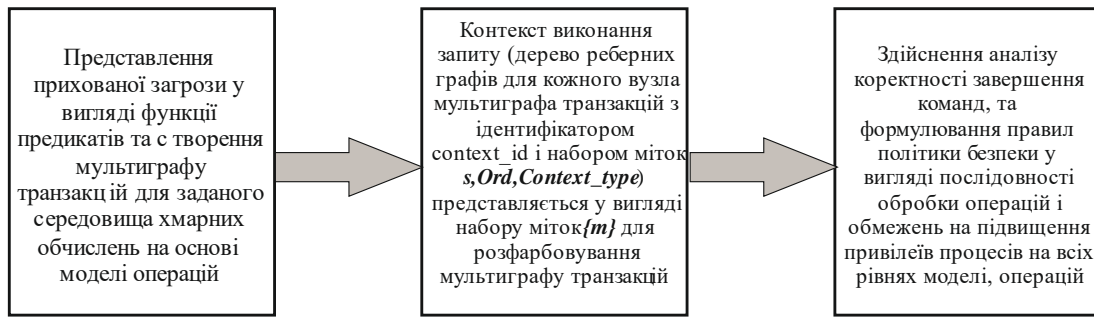 Представлення
прихованої загрози у
вигляді функції
предикатів та с творення
мультиграфу
транзакцій для заданого
середовища хмарних
обчислень на основі
моделі операцій
Контекст виконання
запиту (дерево реберних
графів для кожного вузла
мультиграфа транзакцій з
ідентифікатором
context_id і набором міток
s,Ord,Context_type)
представляється у вигляді
набору міток{m} для
розфарбовування
мультиграфу транзакцій
Здійснення аналізу
коректності завершення
команд, та
формулювання правил
політики безпеки у
вигляді послідовності
обробки операцій і
обмежень на підвищення
привілеїв процесів на всіх
рівнях моделі, операцій